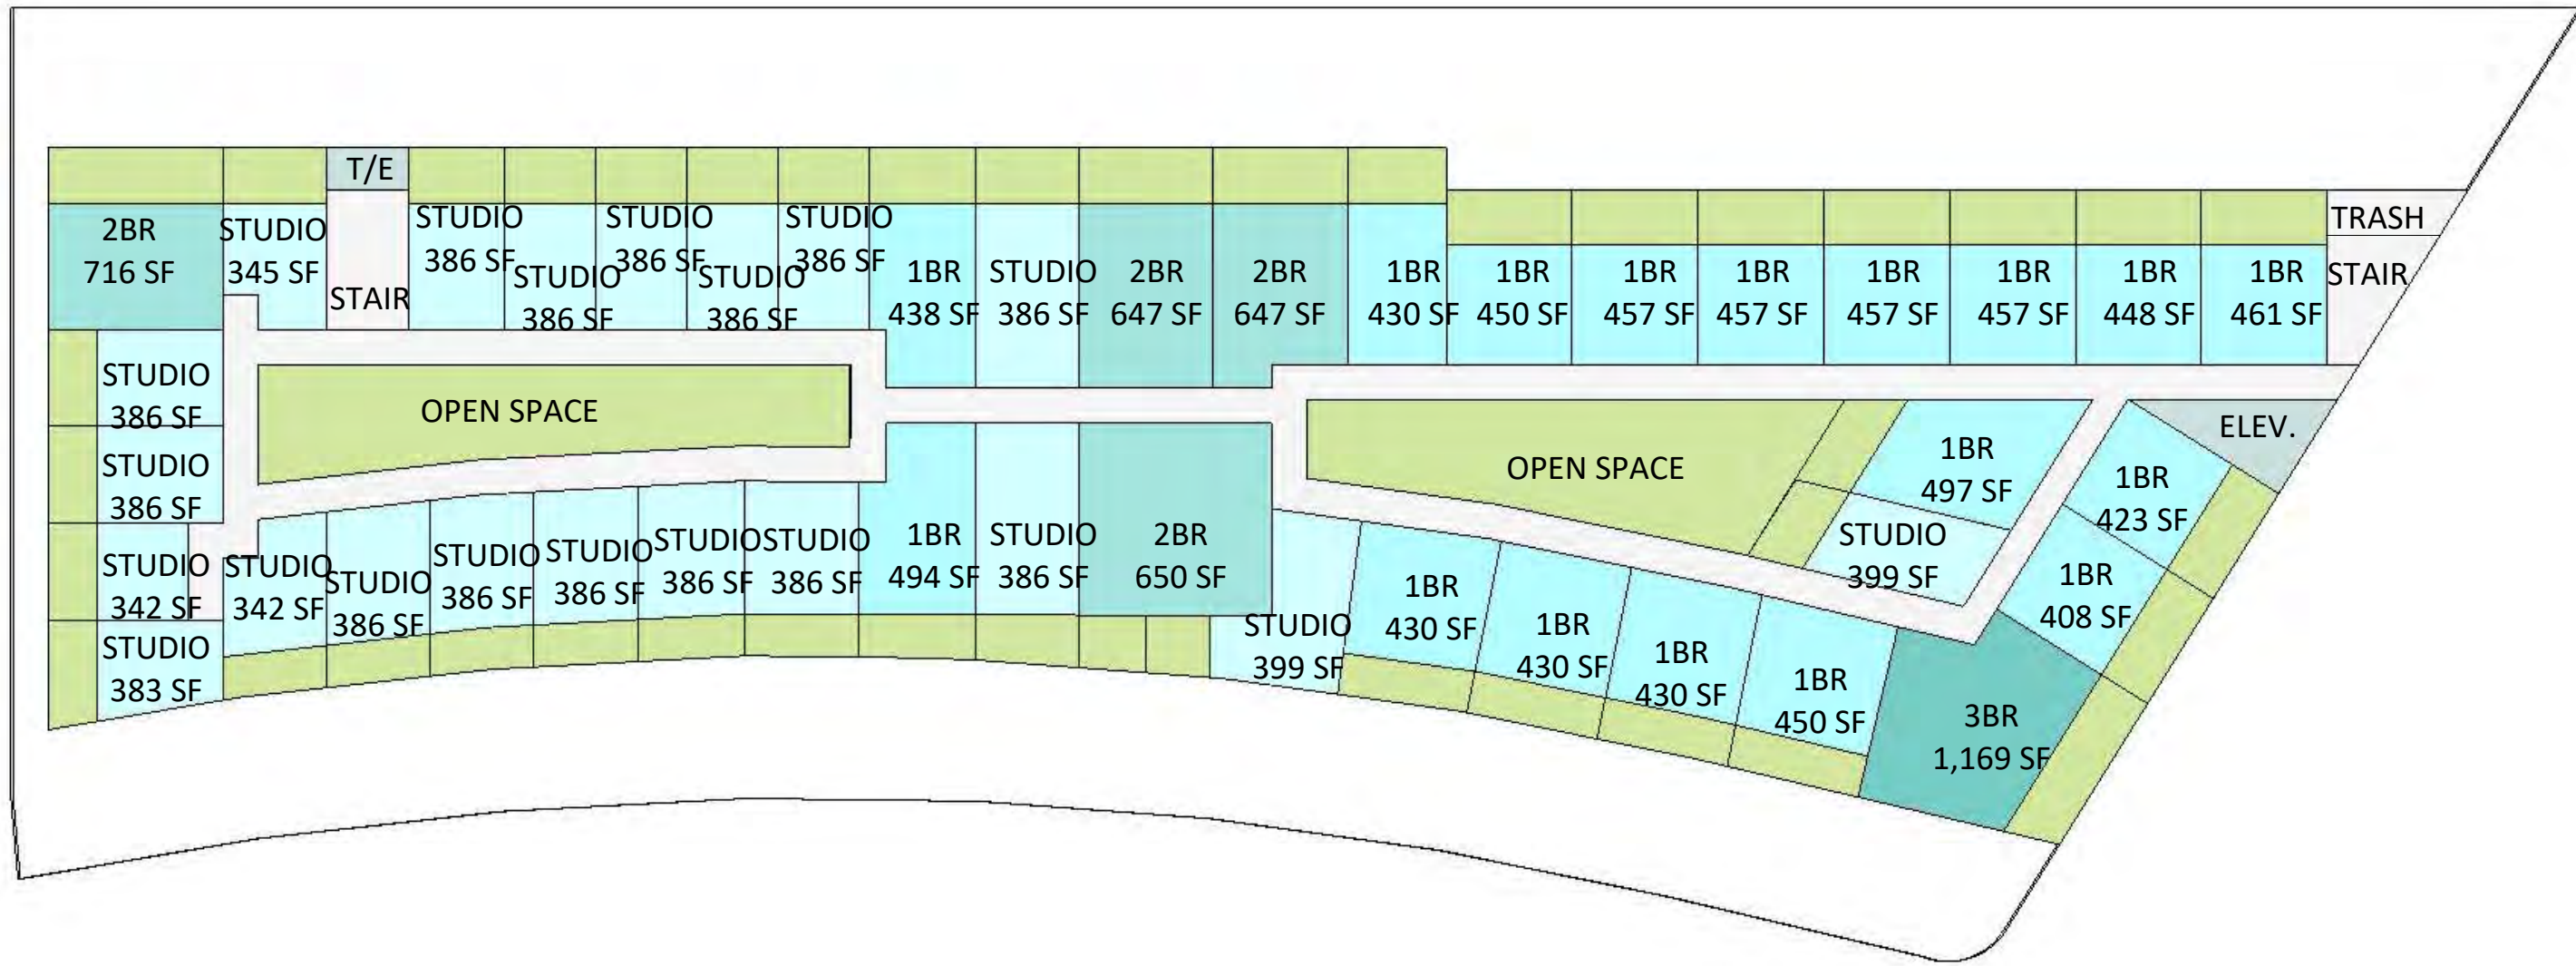 T/E
2BR
716 SF
STUDIO
345 SF
STAIR
STUDIO
386 SF
STUDIO
386 SF
STUDIO
386 SF
STUDIO
386 SF
STUDIO
386 SF
1BR
438 SF
STUDIO
386 SF
2BR
647 SF
2BR
647 SF
1BR
430 SF
1BR
450 SF
1BR
457 SF
1BR
457 SF
1BR
457 SF
1BR
457 SF
1BR
448 SF
1BR
461 SF
TRASH
STAIR
STUDIO
386 SF
OPEN SPACE
STUDIO
386 SF
OPEN SPACE
1BR
497 SF
ELEV.
1BR
423 SF
STUDIO
342 SF
STUDIO
342 SF
STUDIO
386 SF
STUDIO
386 SF
STUDIO
386 SF
STUDIO
386 SF
STUDIO
386 SF
1BR
494 SF
STUDIO
386 SF
2BR
650 SF
STUDIO
399 SF
1BR
408 SF
STUDIO
383 SF
STUDIO
399 SF
1BR
430 SF
1BR
430 SF
1BR
430 SF
1BR
450 SF
3BR
1,169 SF